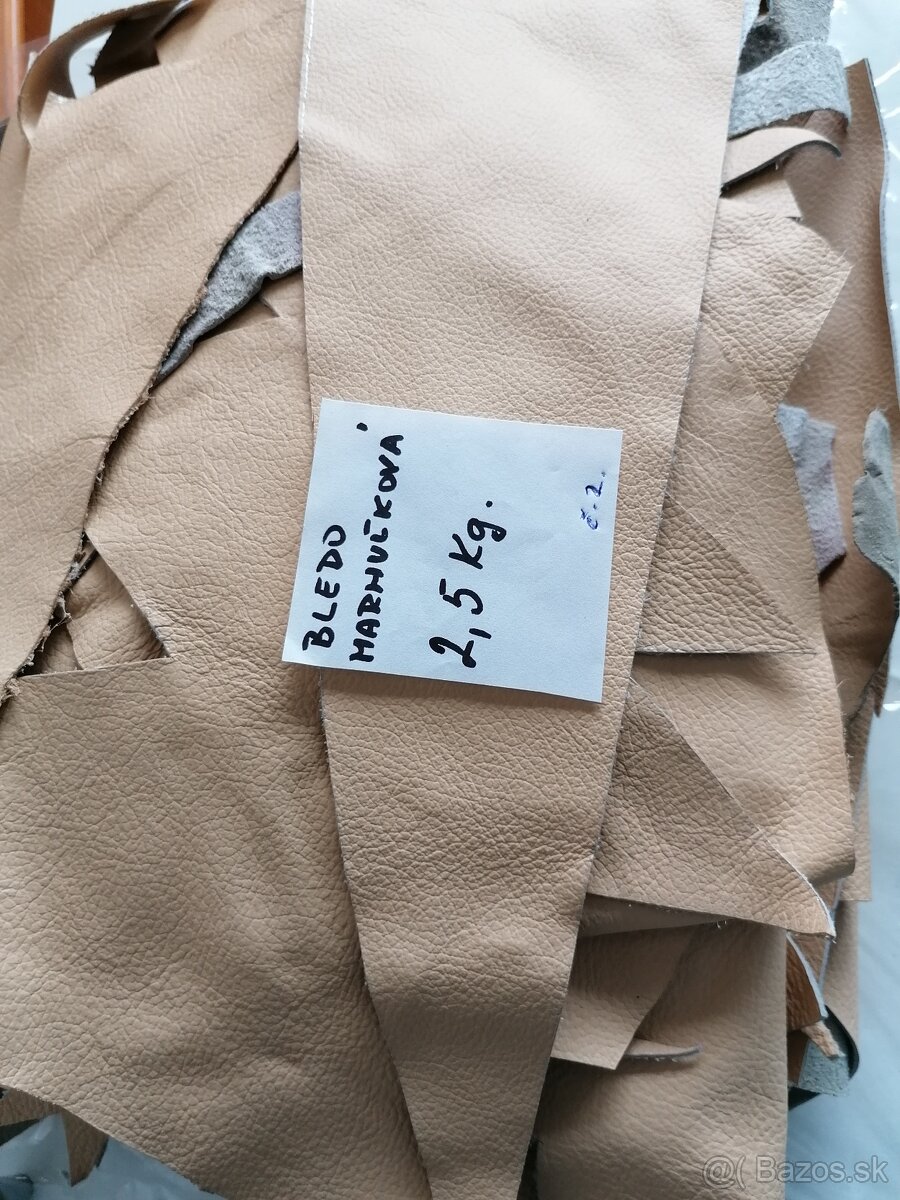 BLEDO
MARHUĽKOVÁ
2,5 Kg.
č.2.
@( Bazos.sk